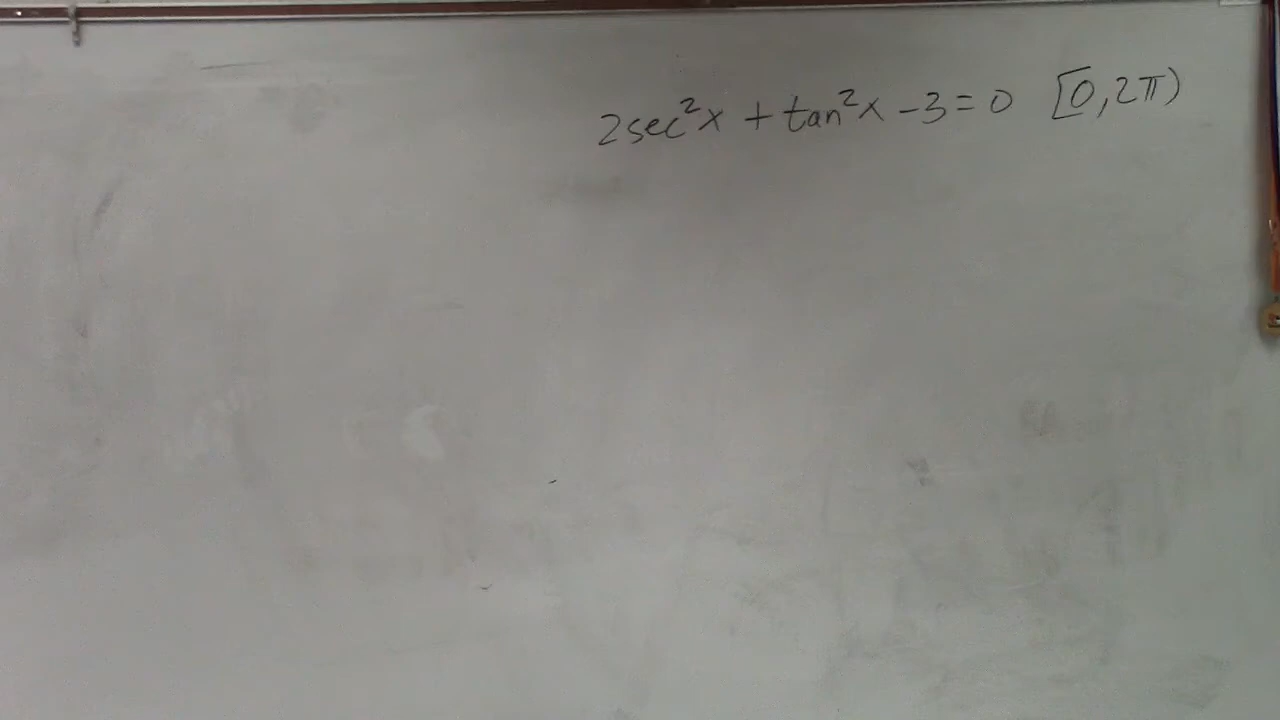 2sec²x + tan²x - 3 = 0 [0, 2π)